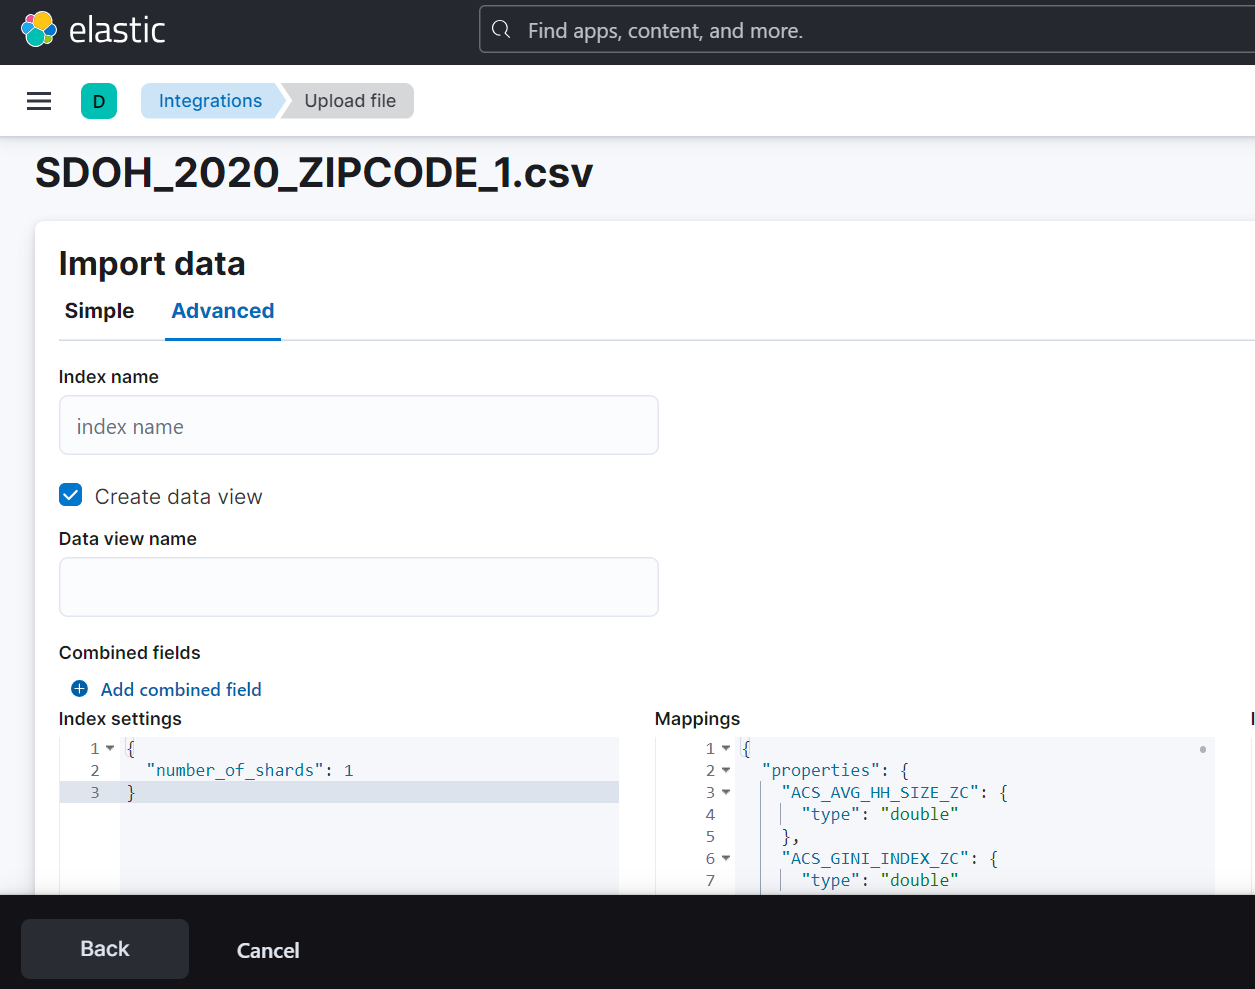 elastic
Find apps, content, and more.
D
Integrations
Upload file
SDOH_2020_ZIPCODE_1.csv
Import data
Simple
Advanced
Index name
index name
Create data view
Data view name
Combined fields
Add combined field
Index settings
1 {
2 "number_of_shards": 1
3 }
Mappings
1 {
2 "properties": {
3 "ACS_AVG_HH_SIZE_ZC": {
4 "type": "double"
5 },
6 "ACS_GINI_INDEX_ZC": {
7 "type": "double"
Back
Cancel